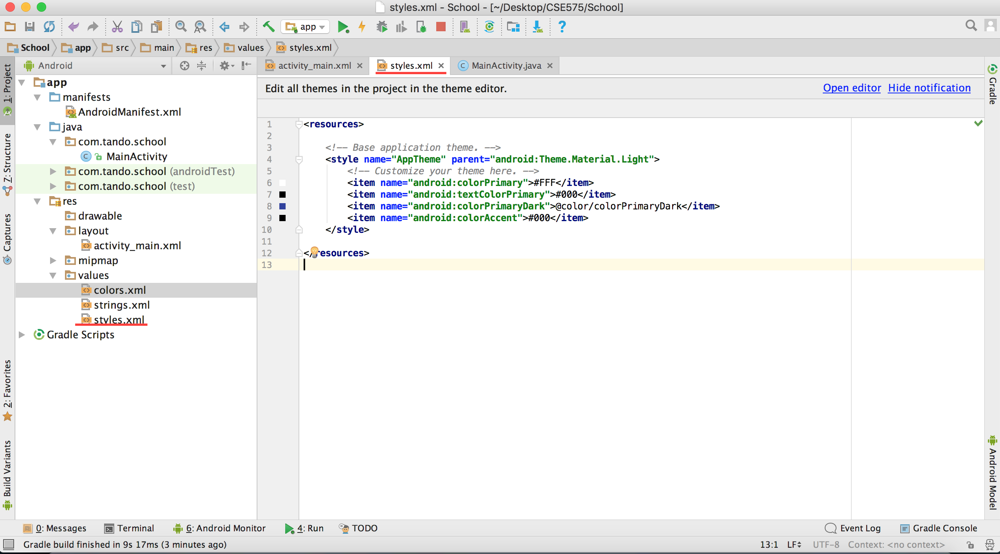 styles.xml - School - [~/Desktop/CSE575/School]
app
School app src main res values styles.xml
Android
activity_main.xml styles.xml MainActivity.java
1: Project
7: Structure
Captures
2: Favorites
Build Variants
app
manifests
AndroidManifest.xml
java
com.tando.school
MainActivity
com.tando.school (androidTest)
com.tando.school (test)
res
drawable
layout
activity_main.xml
mipmap
values
colors.xml
strings.xml
styles.xml
Gradle Scripts
Edit all themes in the project in the theme editor. Open editor Hide notification
1 <resources>
2
3 <!-- Base application theme. -->
4 <style name="AppTheme" parent="android:Theme.Material.Light">
5 <!-- Customize your theme here. -->
6 <item name="android:colorPrimary">#FFF</item>
7 <item name="android:textColorPrimary">#000</item>
8 <item name="android:colorPrimaryDark">@color/colorPrimaryDark</item>
9 <item name="android:colorAccent">#000</item>
10 </style>
11
12 </resources>
13
Gradle
Android Model
0: Messages Terminal 6: Android Monitor 4: Run TODO Event Log Gradle Console
Gradle build finished in 9s 17ms (3 minutes ago) 13:1 LF UTF-8 Context: <no context>